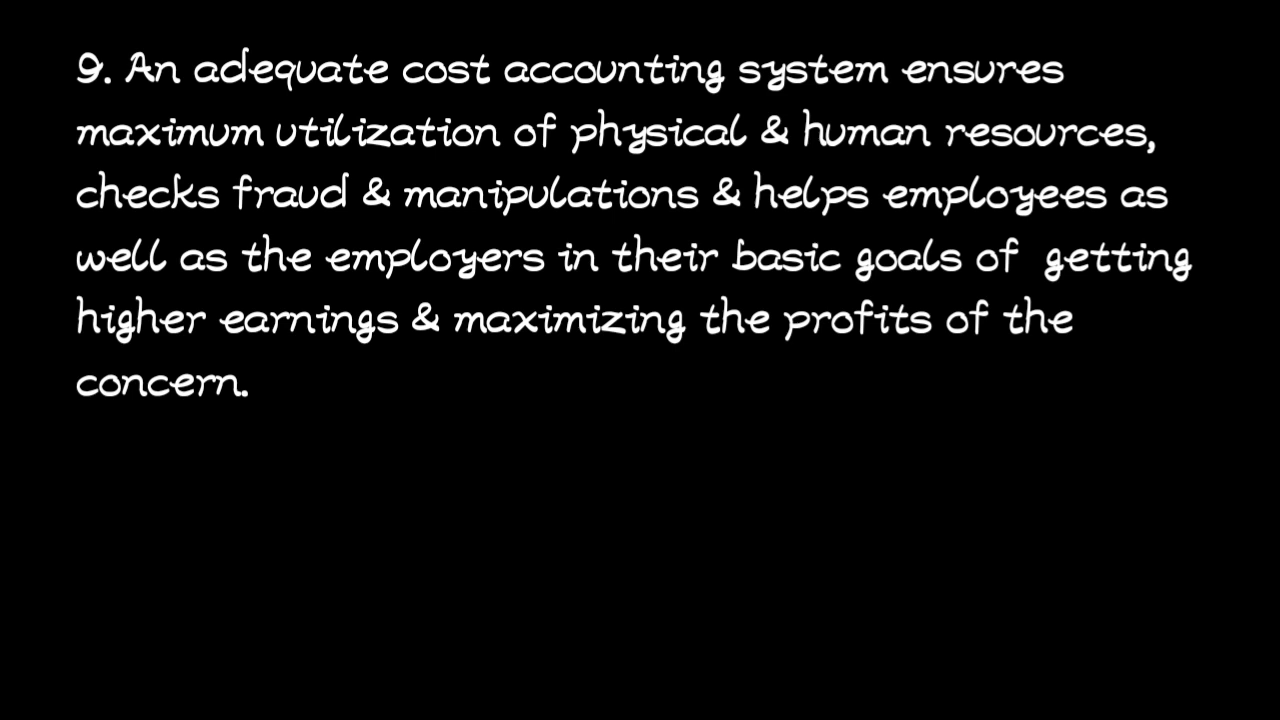 9. An adequate cost accounting system ensures
maximum utilization of physical & human resources,
checks fraud & manipulations & helps employees as
well as the employers in their basic goals of  getting
higher earnings & maximizing the profits of the
concern.